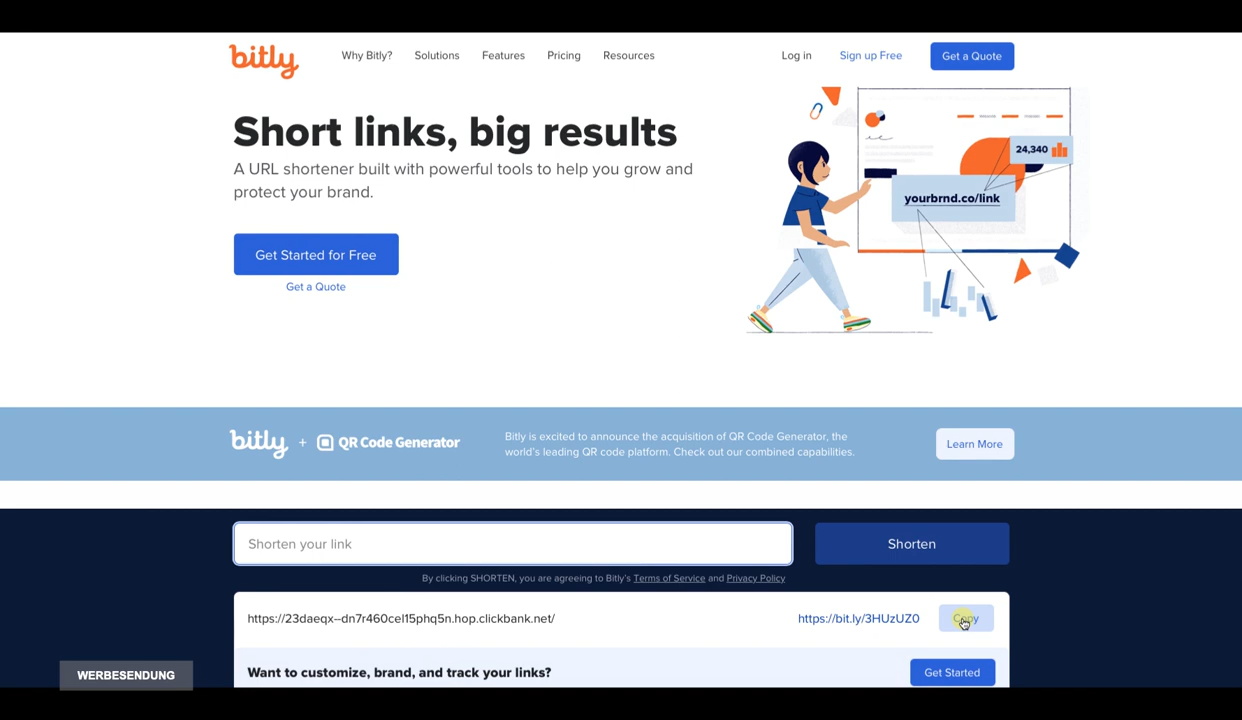 bitly
Why Bitly? Solutions Features Pricing Resources Log in Sign up Free Get a Quote
Short links, big results
A URL shortener built with powerful tools to help you grow and
protect your brand.
Get Started for Free
Get a Quote
24,340
yourbrnd.co/link
bitly + QR Code Generator
Bitly is excited to announce the acquisition of QR Code Generator, the
world's leading QR code platform. Check out our combined capabilities.
Learn More
Shorten your link
Shorten
By clicking SHORTEN, you are agreeing to Bitly's Terms of Service and Privacy Policy
https://23daeqx--dn7r460cel15phq5n.hop.clickbank.net/ https://bit.ly/3HUzUZ0 Copy
Want to customize, brand, and track your links? Get Started
WERBESENDUNG